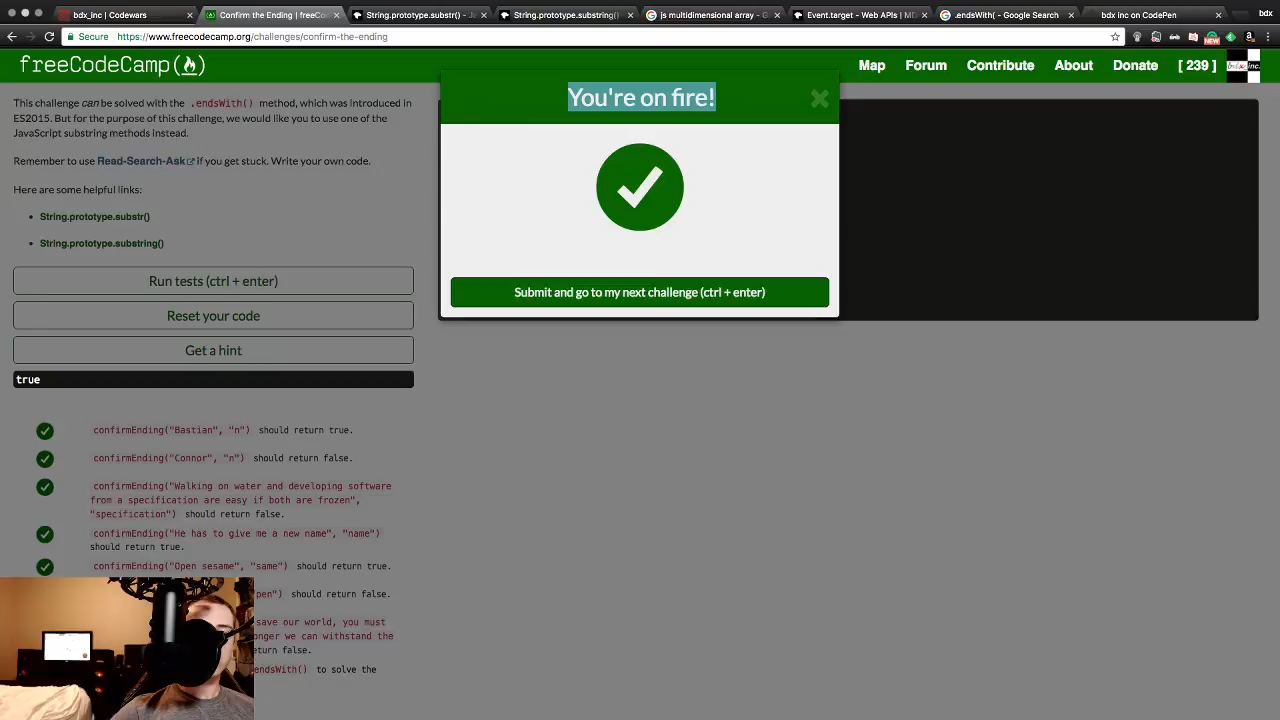 bdx_inc | Codewars
Confirm the Ending | freeC
String.prototype.substr() - J
String.prototype.substring()
js multidimensional array - G
Event.target - Web APIs | MD
.endsWith() - Google Search
bdx inc on CodePen
bdx
Secure
https://www.freecodecamp.org/challenges/confirm-the-ending
NEW
freeCodeCamp
Map
Forum
Contribute
About
Donate
[ 239 ]
bdx inc.
This challenge can be solved with the .endsWith() method, which was introduced in
ES2015. But for the purpose of this challenge, we would like you to use one of the
JavaScript substring methods instead.
Remember to use Read-Search-Ask if you get stuck. Write your own code.
Here are some helpful links:
String.prototype.substr()
String.prototype.substring()
Run tests (ctrl + enter)
Reset your code
Get a hint
true
confirmEnding("Bastian", "n") should return true.
confirmEnding("Connor", "n") should return false.
confirmEnding("Walking on water and developing software
from a specification are easy if both are frozen",
"specification") should return false.
confirmEnding("He has to give me a new name", "name")
should return true.
confirmEnding("Open sesame", "same") should return true.
pen") should return false.
save our world, you must
onger we can withstand the
eturn false.
endsWith() to solve the
You're on fire!
Submit and go to my next challenge (ctrl + enter)